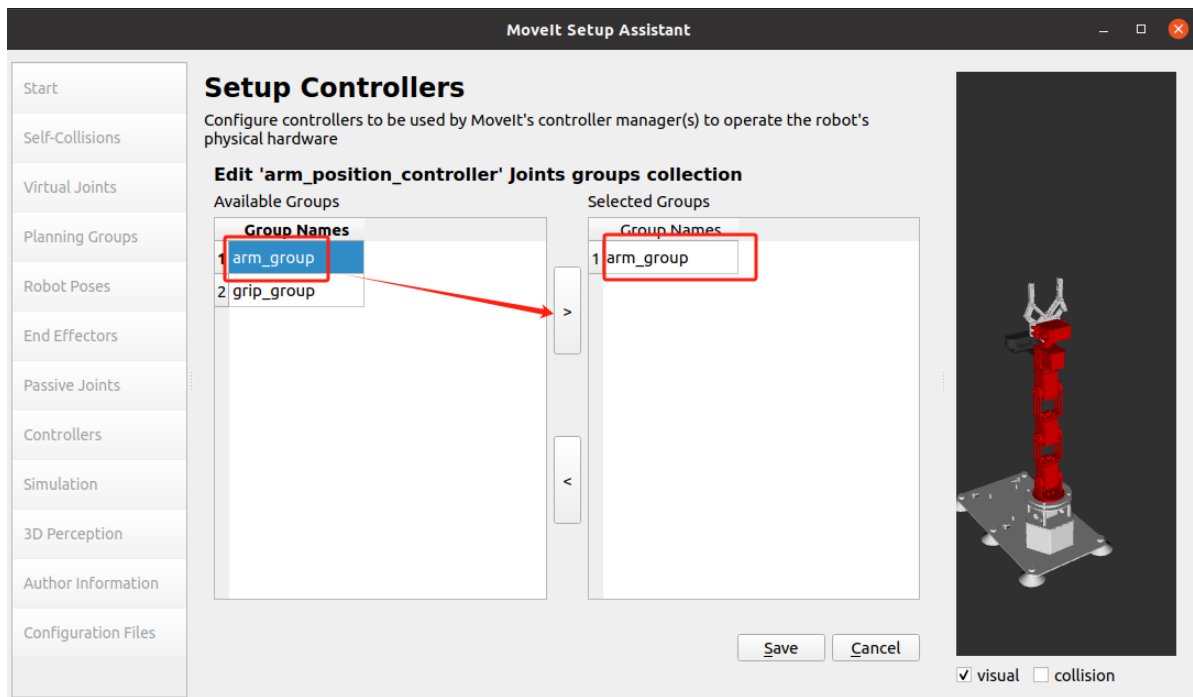 MoveIt Setup Assistant
Start
Self-Collisions
Virtual Joints
Planning Groups
Robot Poses
End Effectors
Passive Joints
Controllers
Simulation
3D Perception
Author Information
Configuration Files
Setup Controllers
Configure controllers to be used by MoveIt's controller manager(s) to operate the robot's
physical hardware
Edit 'arm_position_controller' Joints groups collection
Available Groups
Group Names
1 arm_group
2 grip_group
>
<
Selected Groups
Group Names
1 arm_group
Save
Cancel
visual
collision